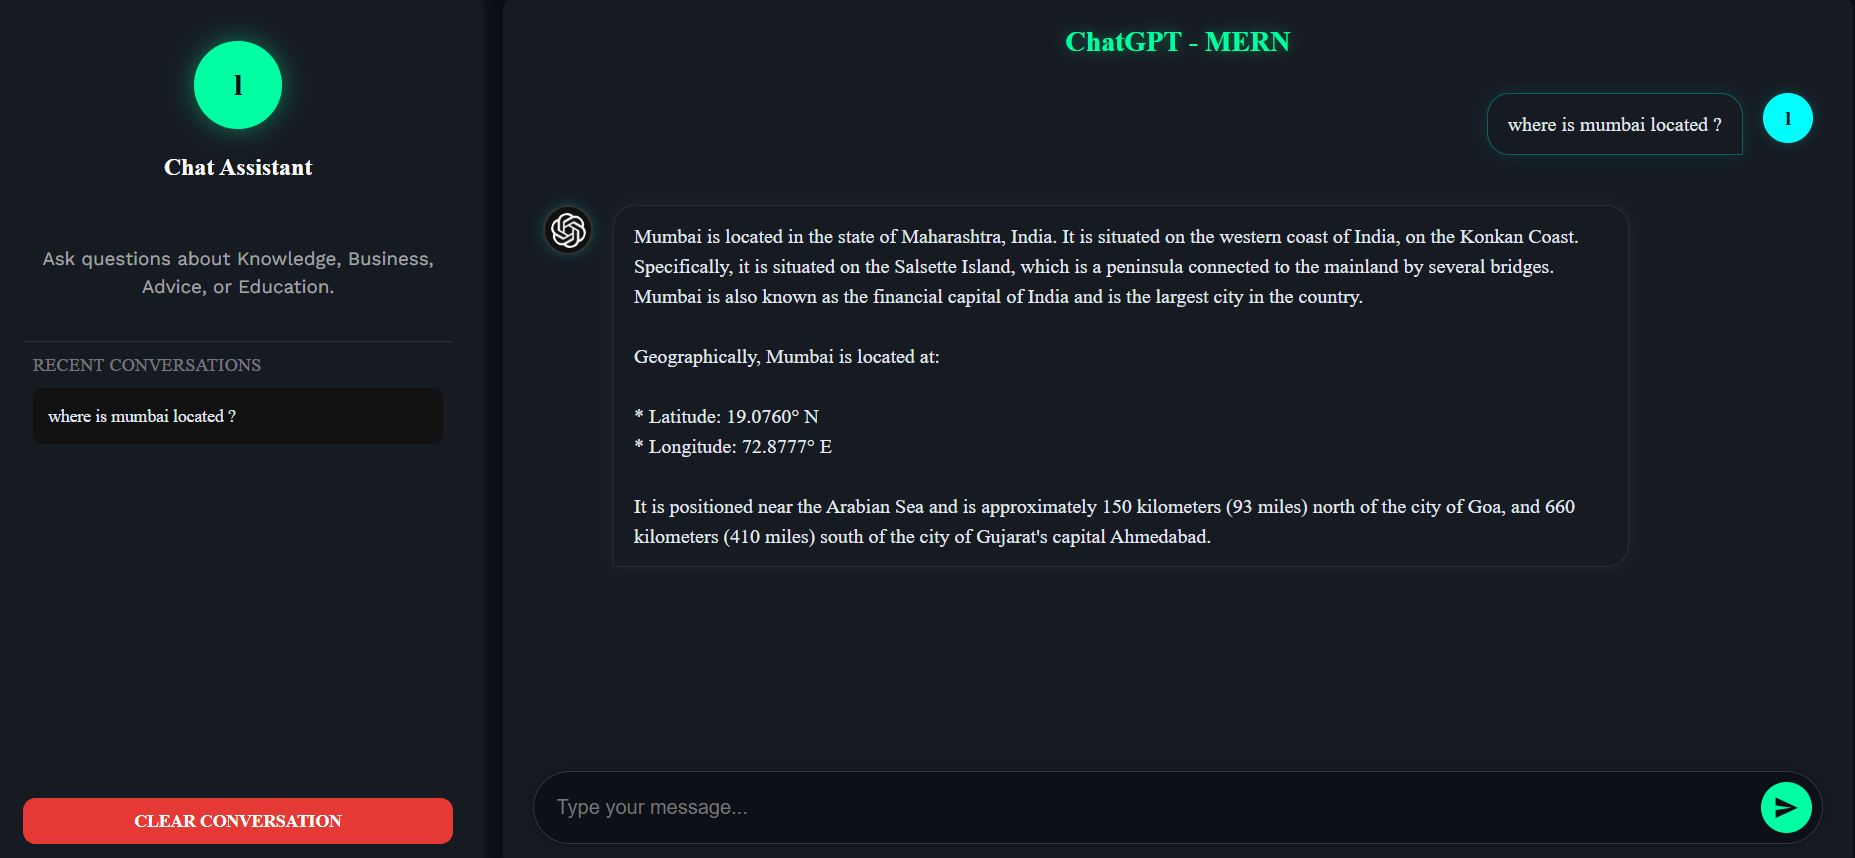 l
Chat Assistant
Ask questions about Knowledge, Business,
Advice, or Education.
RECENT CONVERSATIONS
where is mumbai located ?
CLEAR CONVERSATION
ChatGPT - MERN
where is mumbai located ?
l
Mumbai is located in the state of Maharashtra, India. It is situated on the western coast of India, on the Konkan Coast.
Specifically, it is situated on the Salsette Island, which is a peninsula connected to the mainland by several bridges.
Mumbai is also known as the financial capital of India and is the largest city in the country.
Geographically, Mumbai is located at:
* Latitude: 19.0760° N
* Longitude: 72.8777° E
It is positioned near the Arabian Sea and is approximately 150 kilometers (93 miles) north of the city of Goa, and 660
kilometers (410 miles) south of the city of Gujarat's capital Ahmedabad.
Type your message...